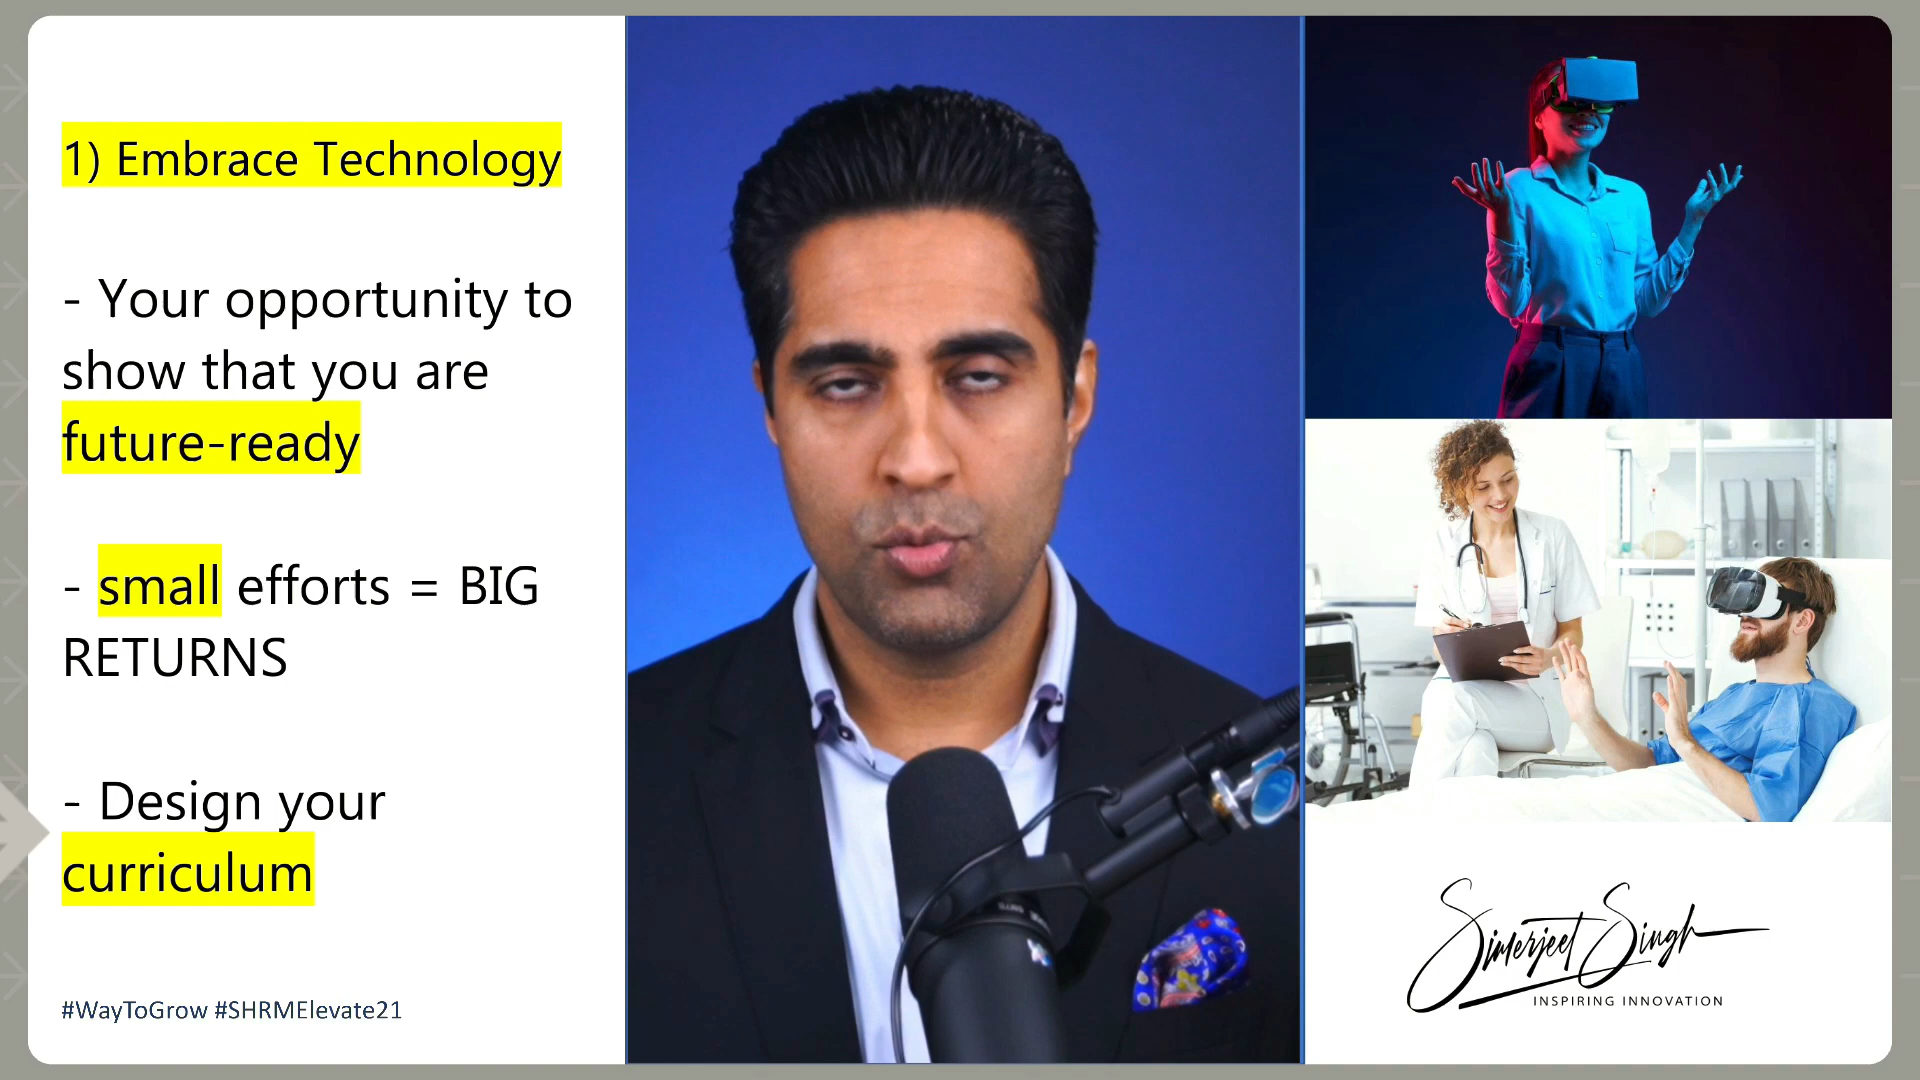 1) Embrace Technology
- Your opportunity to
show that you are
future-ready
- small efforts = BIG
RETURNS
- Design your
curriculum
#WayToGrow #SHRMElevate21
Simerjeet Singh
INSPIRING INNOVATION